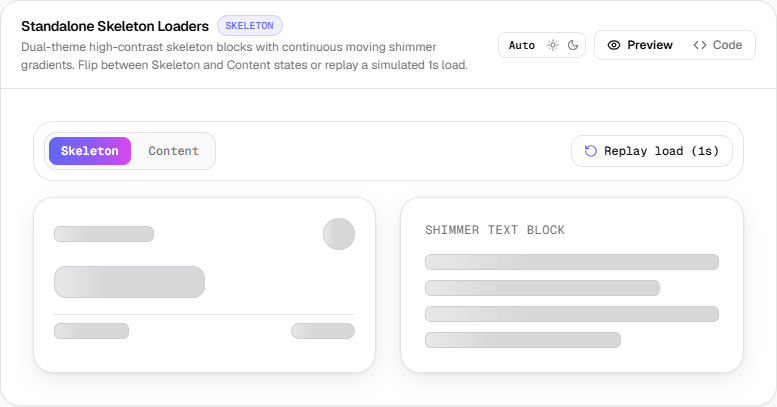 Standalone Skeleton Loaders SKELETON
Dual-theme high-contrast skeleton blocks with continuous moving shimmer
gradients. Flip between Skeleton and Content states or replay a simulated 1s load.
Auto
Preview
Code
Skeleton
Content
Replay load (1s)
SHIMMER TEXT BLOCK